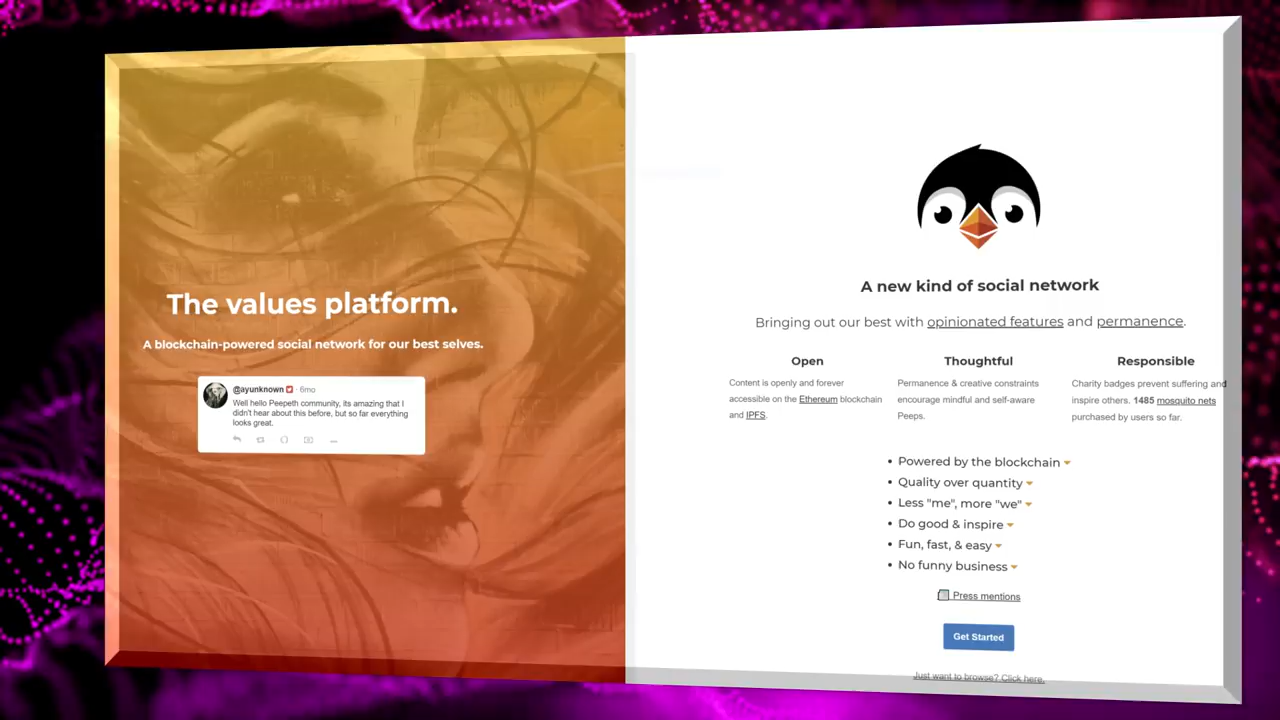 The values platform.
A blockchain-powered social network for our best selves.
@ayunknown · 6mo
Well hello Peepeth community, its amazing that I
didn't hear about this before, but so far everything
looks great.
A new kind of social network
Bringing out our best with opinionated features and permanence.
Open
Content is openly and forever
accessible on the Ethereum blockchain
and IPFS.
Thoughtful
Permanence & creative constraints
encourage mindful and self-aware
Peeps.
Responsible
Charity badges prevent suffering and
inspire others. 1485 mosquito nets
purchased by users so far.
• Powered by the blockchain
• Quality over quantity
• Less "me", more "we"
• Do good & inspire
• Fun, fast, & easy
• No funny business
Press mentions
Get Started
Just want to browse? Click here.